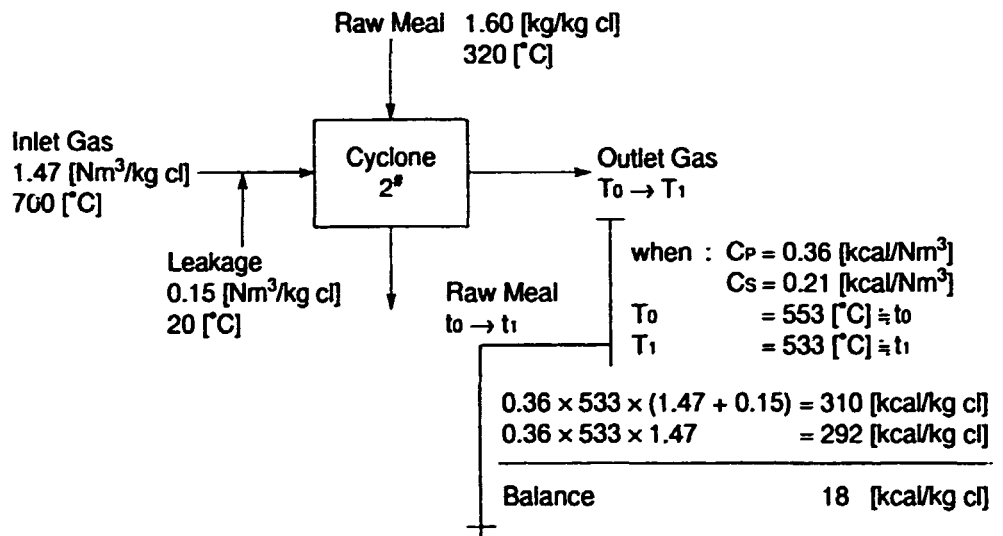 Raw Meal 1.60 [kg/kg cl]
320 [°C]
Inlet Gas
1.47 [Nm³/kg cl]
700 [°C]
Cyclone
2#
Outlet Gas
T0 → T1
Leakage
0.15 [Nm³/kg cl]
20 [°C]
Raw Meal
t0 → t1
when : CP = 0.36 [kcal/Nm³]
CS = 0.21 [kcal/Nm³]
T0 = 553 [°C] ≒ t0
T1 = 533 [°C] ≒ t1
0.36 × 533 × (1.47 + 0.15) = 310 [kcal/kg cl]
0.36 × 533 × 1.47 = 292 [kcal/kg cl]
Balance 18 [kcal/kg cl]